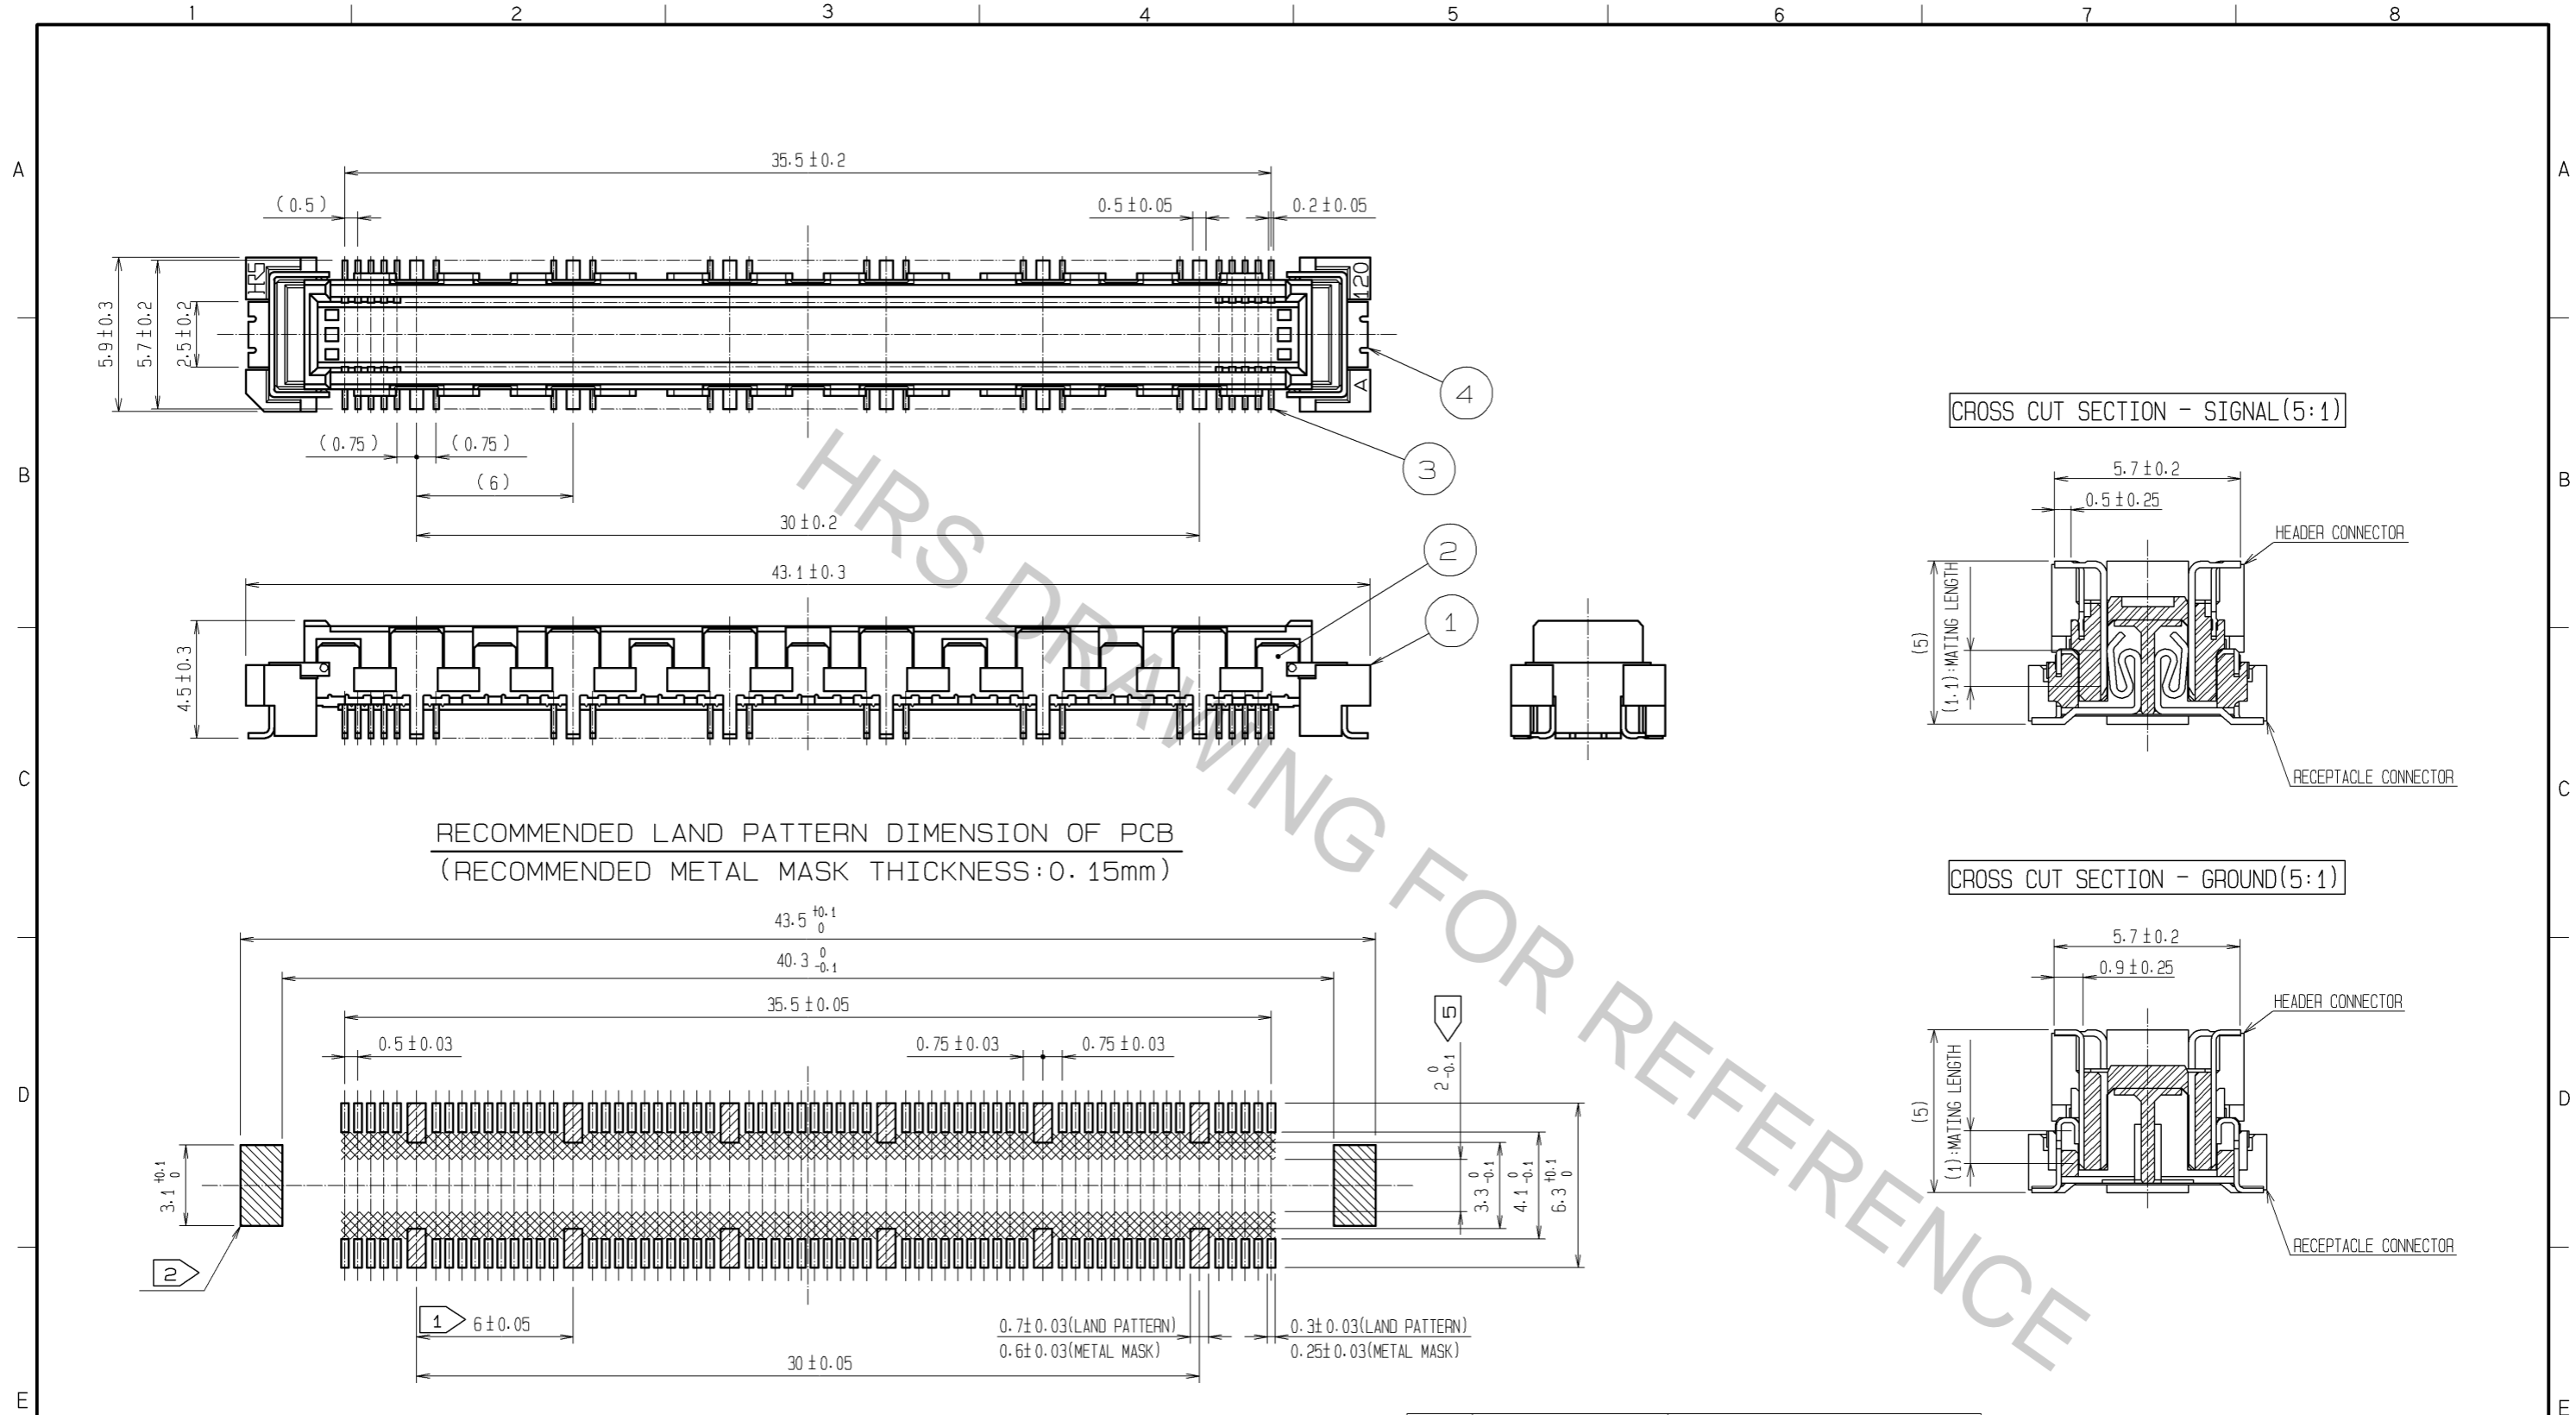 1 2 3 4 5 6 7 8
A A
35.5±0.2
(0.5) 0.5±0.05 0.2±0.05
HRS 120
5.9±0.3 5.7±0.2 2.5±0.2
A
4
(0.75) (0.75)
3
(6)
30±0.2
B B
CROSS CUT SECTION - SIGNAL(5:1)
5.7±0.2
0.5±0.25
HEADER CONNECTOR
(5)
(1.1):MATING LENGTH
RECEPTACLE CONNECTOR
2
43.1±0.3
1
4.5±0.3
C C
RECOMMENDED LAND PATTERN DIMENSION OF PCB
(RECOMMENDED METAL MASK THICKNESS:0.15mm)
CROSS CUT SECTION - GROUND(5:1)
5.7±0.2
0.9±0.25
HEADER CONNECTOR
(5)
(1):MATING LENGTH
RECEPTACLE CONNECTOR
43.5 +0.1 0
40.3 0 -0.1
35.5±0.05
0.5±0.03 0.75±0.03 0.75±0.03
5
2 0 -0.1
D D
3.1 +0.1 0
3.3 0 -0.1
4.1 0 -0.1
6.3 +0.1 0
2
1 6±0.05
0.7±0.03(LAND PATTERN)
0.6±0.03(METAL MASK)
0.3±0.03(LAND PATTERN)
0.25±0.03(METAL MASK)
30±0.05
E E
HRS DRAWING FOR REFERENCE